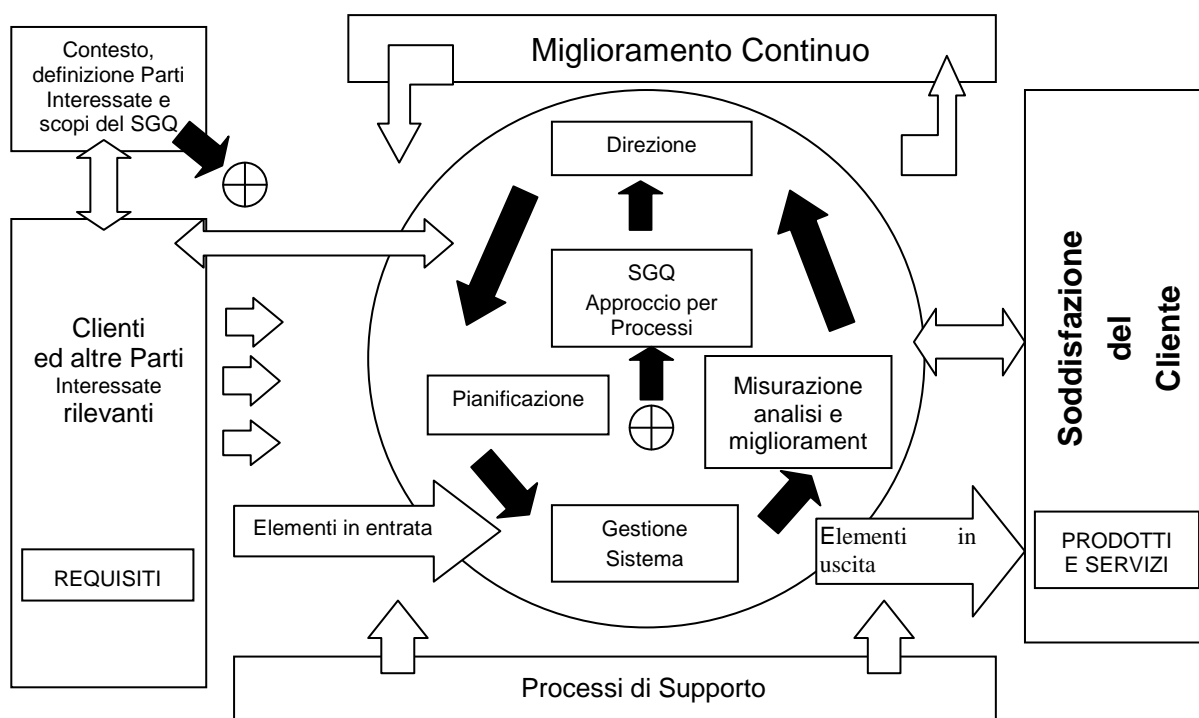 Contesto,
definizione Parti
Interessate e
scopi del SGQ
Miglioramento Continuo
Direzione
SGQ
Approccio per
Processi
Clienti
ed altre Parti
Interessate
rilevanti
Pianificazione
Misurazione
analisi e
migliorament
Soddisfazione
del
Cliente
Elementi in entrata
Gestione
Sistema
Elementi in
uscita
PRODOTTI
E SERVIZI
REQUISITI
Processi di Supporto